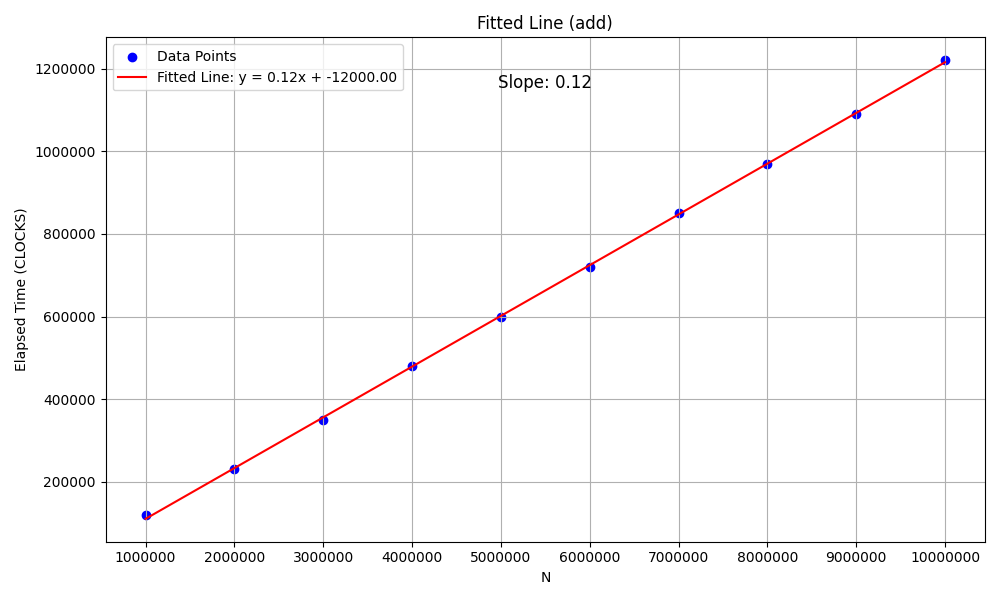 Fitted Line (add)
Data Points
Fitted Line: y = 0.12x + -12000.00
Slope: 0.12
1200000
1000000
800000
600000
400000
200000
Elapsed Time (CLOCKS)
1000000 2000000 3000000 4000000 5000000 6000000 7000000 8000000 9000000 10000000
N